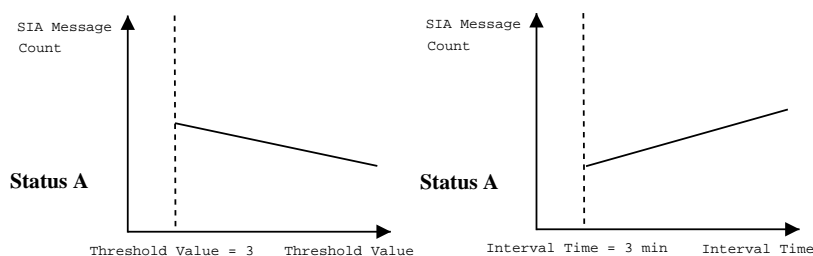 SIA Message
Count
Status A
Threshold Value = 3
Threshold Value
SIA Message
Count
Status A
Interval Time = 3 min
Interval Time